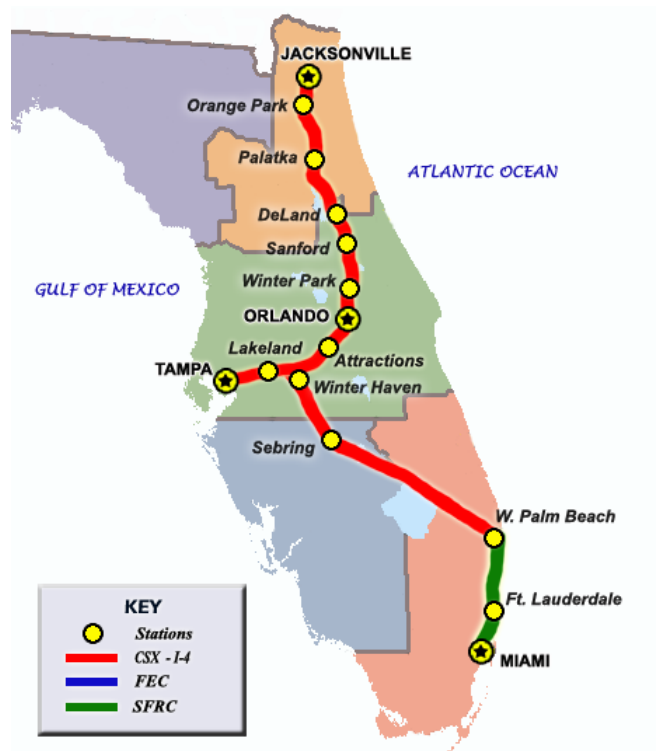 JACKSONVILLE
Orange Park
Palatka
ATLANTIC OCEAN
DeLand
Sanford
Winter Park
GULF OF MEXICO
ORLANDO
Lakeland
Attractions
TAMPA
Winter Haven
Sebring
W. Palm Beach
Ft. Lauderdale
MIAMI
KEY
Stations
CSX - I-4
FEC
SFRC